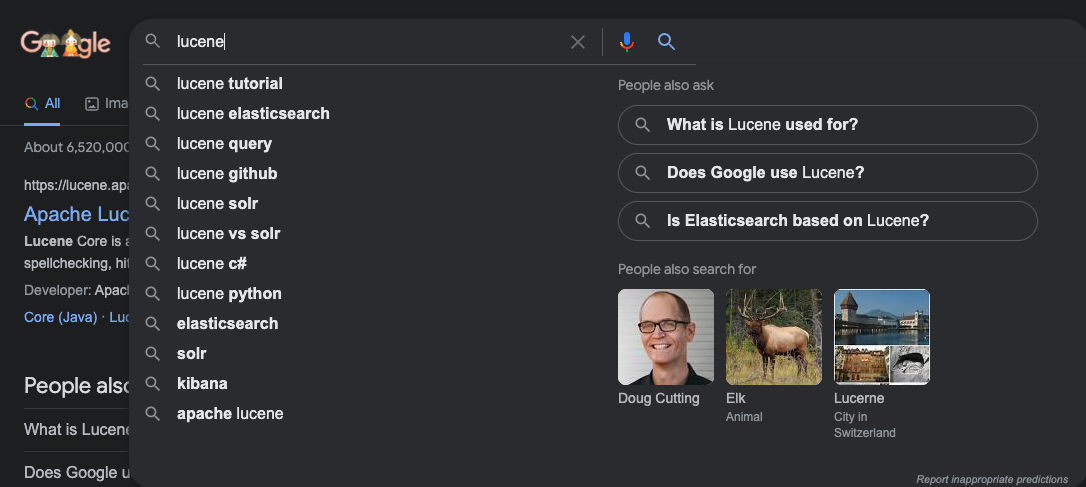 Google
lucene
lucene tutorial
lucene elasticsearch
lucene query
lucene github
lucene solr
lucene vs solr
lucene c#
lucene python
elasticsearch
solr
kibana
apache lucene
People also ask
What is Lucene used for?
Does Google use Lucene?
Is Elasticsearch based on Lucene?
People also search for
Doug Cutting
Elk
Animal
Lucerne
City in
Switzerland
Report inappropriate predictions
All
Ima
About 6,520,000
https://lucene.apa
Apache Luc
Lucene Core is a
spellchecking, hit
Developer: Apac
Core (Java) · Luc
People also
What is Lucene
Does Google u